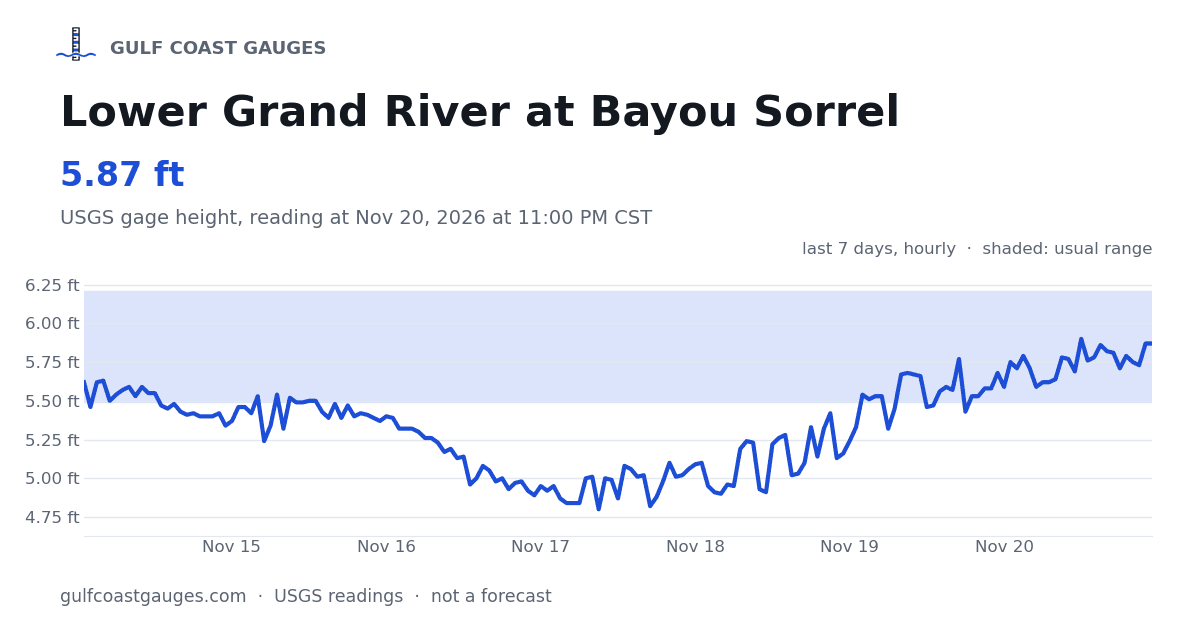 GULF COAST GAUGES
Lower Grand River at Bayou Sorrel
5.87 ft
USGS gage height, reading at Nov 20, 2026 at 11:00 PM CST
last 7 days, hourly · shaded: usual range
6.25 ft
6.00 ft
5.75 ft
5.50 ft
5.25 ft
5.00 ft
4.75 ft
Nov 15 Nov 16 Nov 17 Nov 18 Nov 19 Nov 20
gulfcoastgauges.com · USGS readings · not a forecast